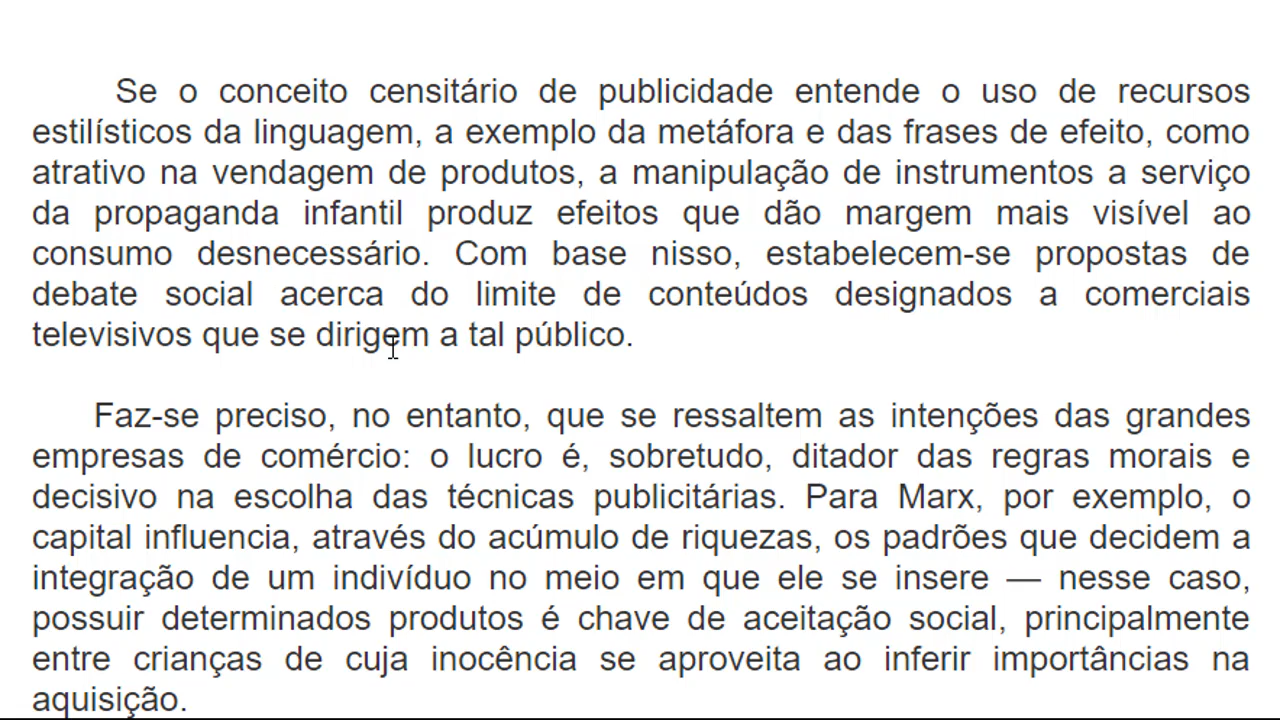 Se o conceito censitário de publicidade entende o uso de recursos
estilísticos da linguagem, a exemplo da metáfora e das frases de efeito, como
atrativo na vendagem de produtos, a manipulação de instrumentos a serviço
da propaganda infantil produz efeitos que dão margem mais visível ao
consumo desnecessário. Com base nisso, estabelecem-se propostas de
debate social acerca do limite de conteúdos designados a comerciais
televisivos que se dirigem a tal público.
Faz-se preciso, no entanto, que se ressaltem as intenções das grandes
empresas de comércio: o lucro é, sobretudo, ditador das regras morais e
decisivo na escolha das técnicas publicitárias. Para Marx, por exemplo, o
capital influencia, através do acúmulo de riquezas, os padrões que decidem a
integração de um indivíduo no meio em que ele se insere — nesse caso,
possuir determinados produtos é chave de aceitação social, principalmente
entre crianças de cuja inocência se aproveita ao inferir importâncias na
aquisição.